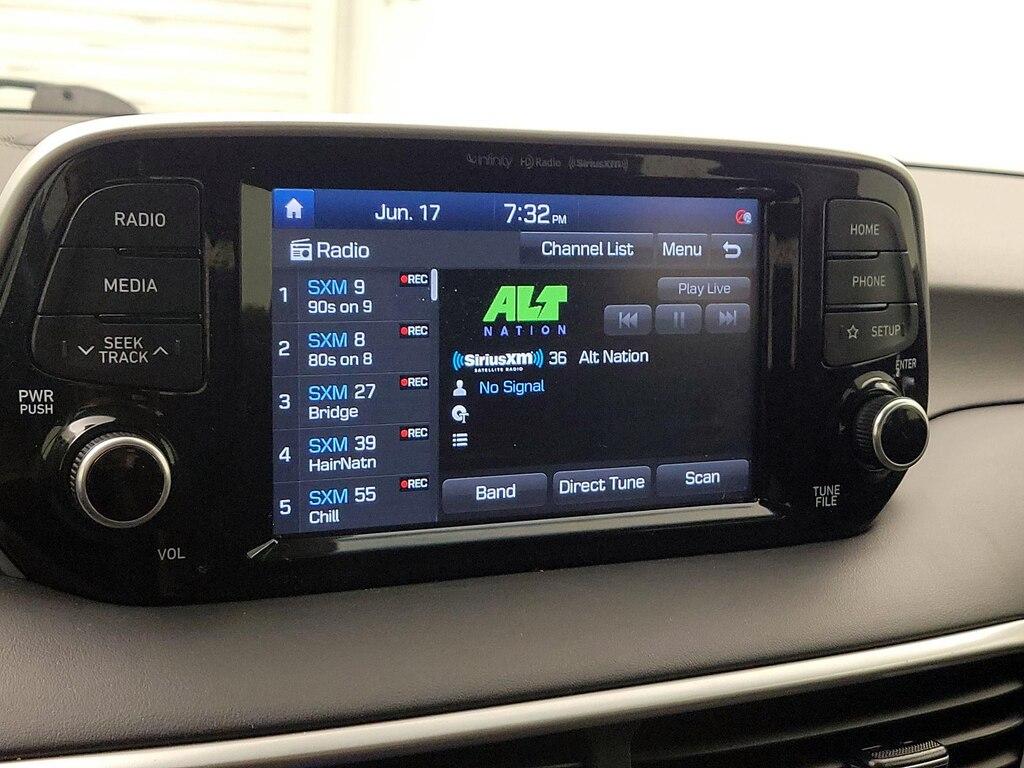 infinity HD Radio ((SiriusXM))
RADIO
MEDIA
SEEK
TRACK
PWR
PUSH
VOL
Jun. 17 7:32 PM
Radio Channel List Menu
1 SXM 9 REC
90s on 9
2 SXM 8 REC
80s on 8
3 SXM 27 REC
Bridge
4 SXM 39 REC
HairNatn
5 SXM 55 REC
Chill
ALT
NATION
Play Live
((SiriusXM)) 36 Alt Nation
SATELLITE RADIO
No Signal
Band Direct Tune Scan
HOME
PHONE
SETUP
ENTER
TUNE
FILE